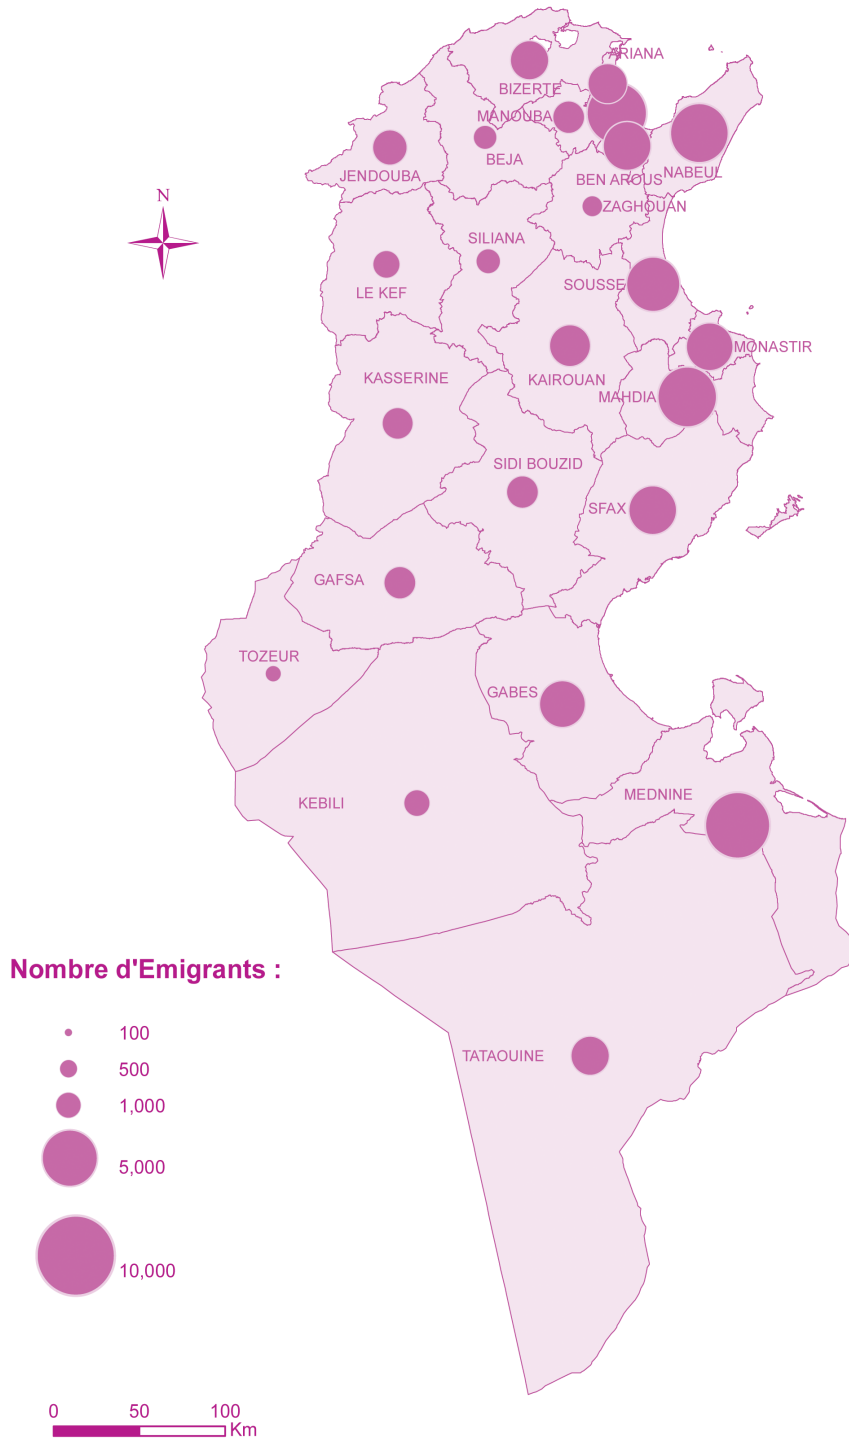 ARIANA
BIZERTE
MANOUBA
BEJA
JENDOUBA
BEN AROUS
NABEUL
ZAGHOUAN
N
SILIANA
LE KEF
SOUSSE
MONASTIR
KASSERINE
KAIROUAN
MAHDIA
SIDI BOUZID
SFAX
GAFSA
TOZEUR
GABES
KEBILI
MEDNINE
Nombre d'Emigrants :
100
500
1,000
5,000
10,000
TATAOUINE
0 50 100
Km